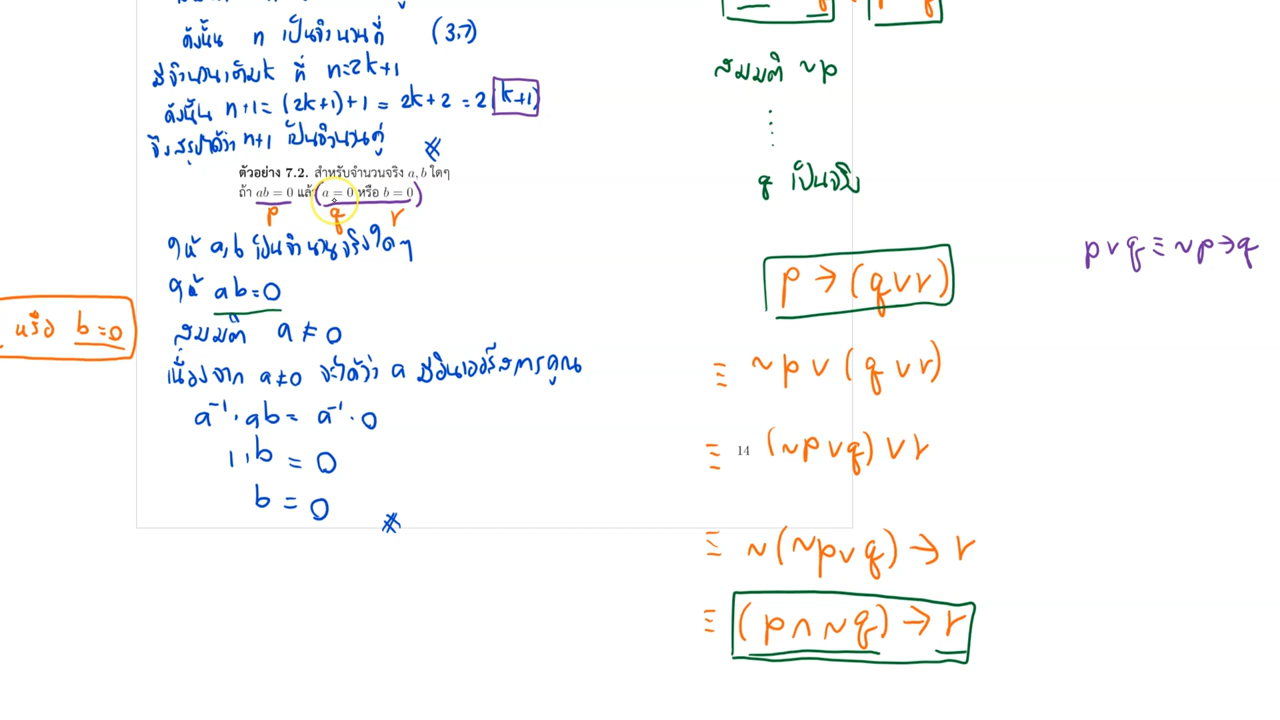 ดังนั้น n เป็นจำนวนคี่ (3,7)
มีจำนวนเต็ม k ที่ n=2k+1
ดังนั้น n+1 = (2k+1)+1 = 2k+2 = 2(k+1)
จึงสรุปได้ว่า n+1 เป็นจำนวนคู่ #
ตัวอย่าง 7.2. สำหรับจำนวนจริง a, b ใดๆ
ถ้า ab = 0 แล้ว (a = 0 หรือ b = 0)
p q r
ให้ a,b เป็นจำนวนจริงใดๆ
ให้ ab=0
สมมติ a ≠ 0
หรือ b=0
เนื่องจาก a≠0 จะได้ว่า a มีอินเวอร์สการคูณ
a⁻¹·ab = a⁻¹·0
1·b = 0
b = 0 #
สมมติ ~p
q เป็นจริง
p → (q∨r)
≡ ~p ∨ (q∨r)
≡ (~p∨q) ∨ r
14
≡ ~(~p∨q) → r
≡ (p∧~q) → r
p∨q ≡ ~p→q